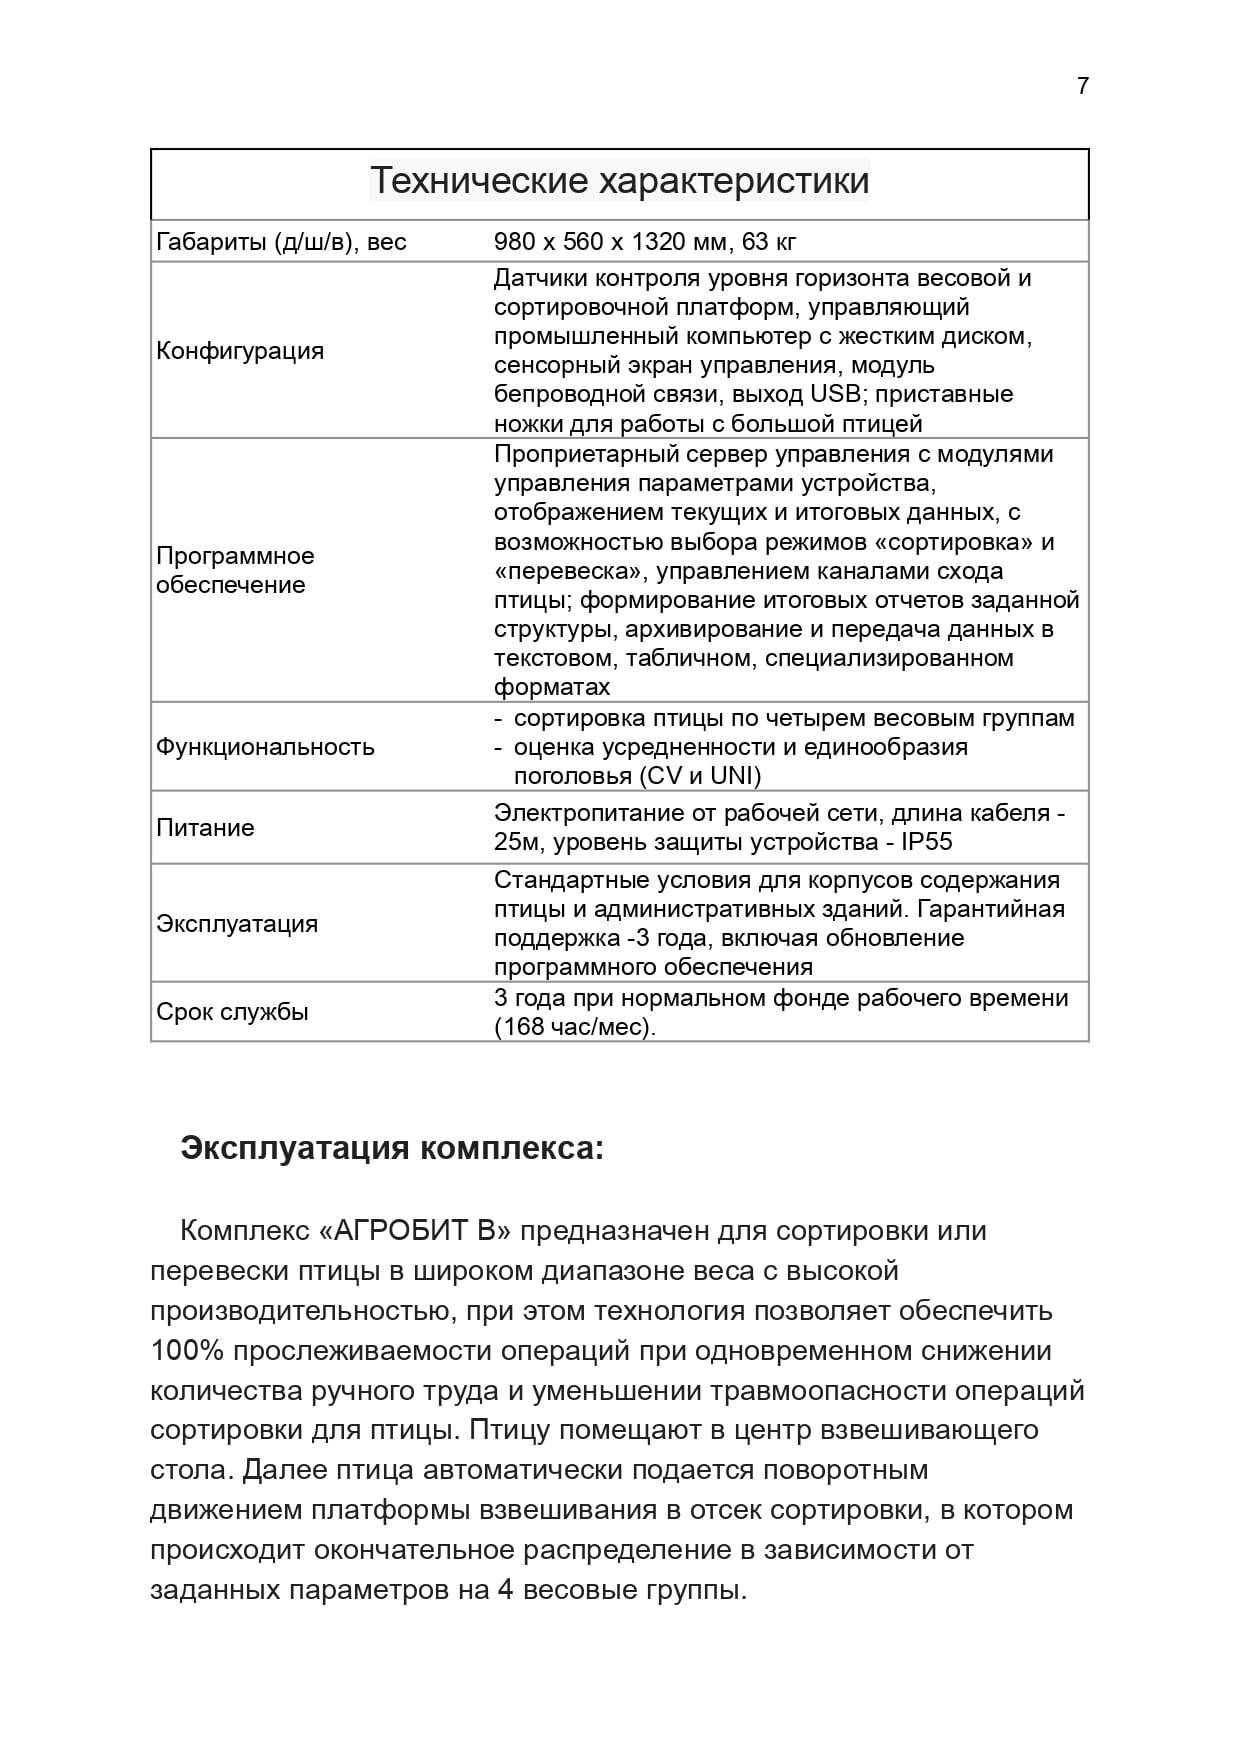 7
Технические характеристики
Габариты (д/ш/в), вес
980 х 560 х 1320 мм, 63 кг
Конфигурация
Датчики контроля уровня горизонта весовой и
сортировочной платформ, управляющий
промышленный компьютер с жестким диском,
сенсорный экран управления, модуль
бепроводной связи, выход USB; приставные
ножки для работы с большой птицей
Программное
обеспечение
Проприетарный сервер управления с модулями
управления параметрами устройства,
отображением текущих и итоговых данных, с
возможностью выбора режимов «сортировка» и
«перевеска», управлением каналами схода
птицы; формирование итоговых отчетов заданной
структуры, архивирование и передача данных в
текстовом, табличном, специализированном
форматах
Функциональность
- сортировка птицы по четырем весовым группам
- оценка усредненности и единообразия
поголовья (CV и UNI)
Питание
Электропитание от рабочей сети, длина кабеля -
25м, уровень защиты устройства - IP55
Эксплуатация
Стандартные условия для корпусов содержания
птицы и административных зданий. Гарантийная
поддержка -3 года, включая обновление
программного обеспечения
Срок службы
3 года при нормальном фонде рабочего времени
(168 час/мес).
Эксплуатация комплекса:
Комплекс «АГРОБИТ В» предназначен для сортировки или
перевески птицы в широком диапазоне веса с высокой
производительностью, при этом технология позволяет обеспечить
100% прослеживаемости операций при одновременном снижении
количества ручного труда и уменьшении травмоопасности операций
сортировки для птицы. Птицу помещают в центр взвешивающего
стола. Далее птица автоматически подается поворотным
движением платформы взвешивания в отсек сортировки, в котором
происходит окончательное распределение в зависимости от
заданных параметров на 4 весовые группы.